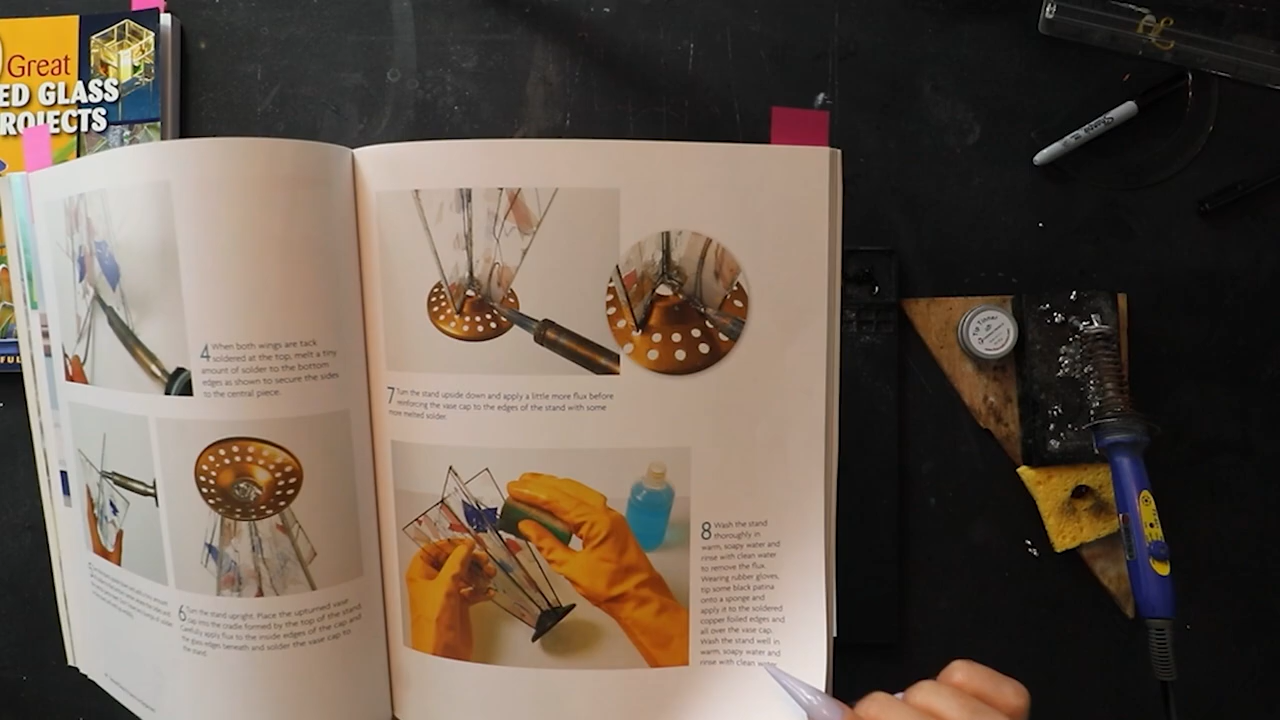 Great
ED GLASS
ROJECTS
4 When both wings are tack
soldered at the top, melt a tiny
amount of solder to the bottom
edges as shown to secure the sides
to the central piece.
6 Turn the stand upright. Place the upturned vase
cap into the cradle formed by the top of the stand.
Carefully apply flux to the inside edges of the cap and
the glass edges beneath and solder the vase cap to
the stand.
7 Turn the stand upside down and apply a little more flux before
reinforcing the vase cap to the edges of the stand with some
more melted solder.
8 Wash the stand
thoroughly in
warm, soapy water and
rinse with clean water
to remove the flux.
Wearing rubber gloves,
tip some black patina
onto a sponge and
apply it to the soldered
copper foiled edges and
all over the vase cap.
Wash the stand well in
warm, soapy water and
rinse with clean water.
Tip Tinner
Sharpie